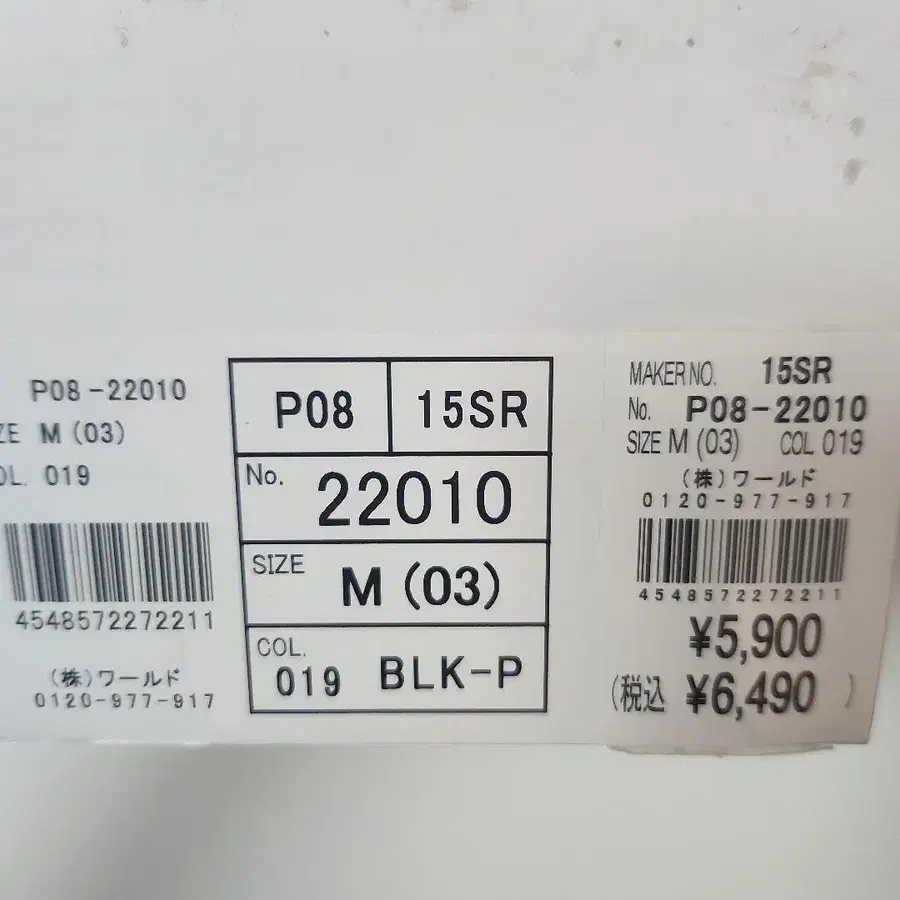 P08-22010
ZE M (03)
OL. 019
4548572272211
(株)ワールド
0120-977-917
P08 15SR
No. 22010
SIZE M (03)
COL. 019 BLK-P
MAKER NO. 15SR
No. P08-22010
SIZE M (03) COL 019
(株)ワールド
0120-977-917
4548572272211
¥5,900
(税込 ¥6,490 )